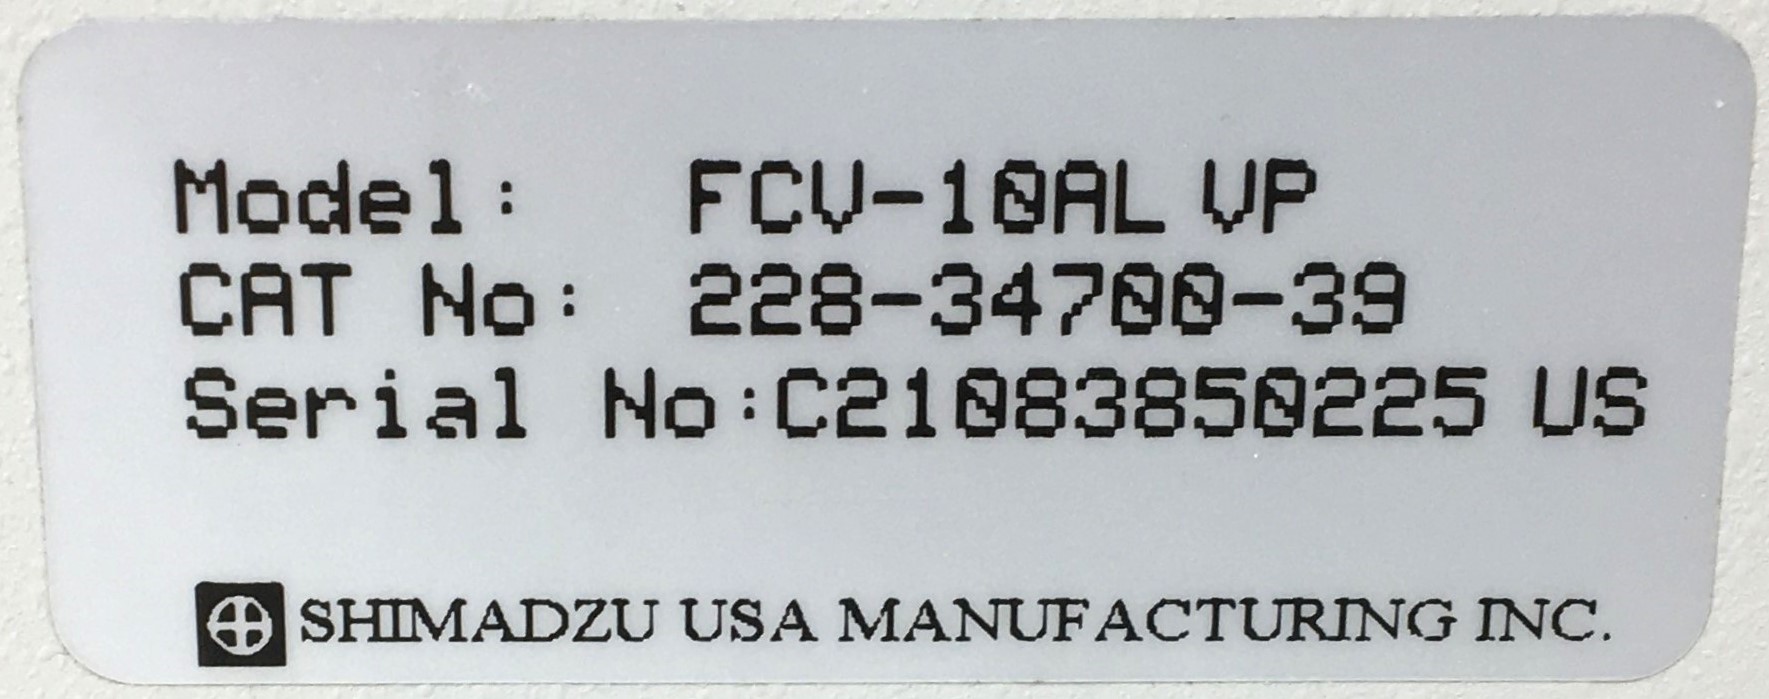 Model: FCV-10AL VP
CAT No: 228-34700-39
Serial No:C21083850225 US
SHIMADZU USA MANUFACTURING INC.